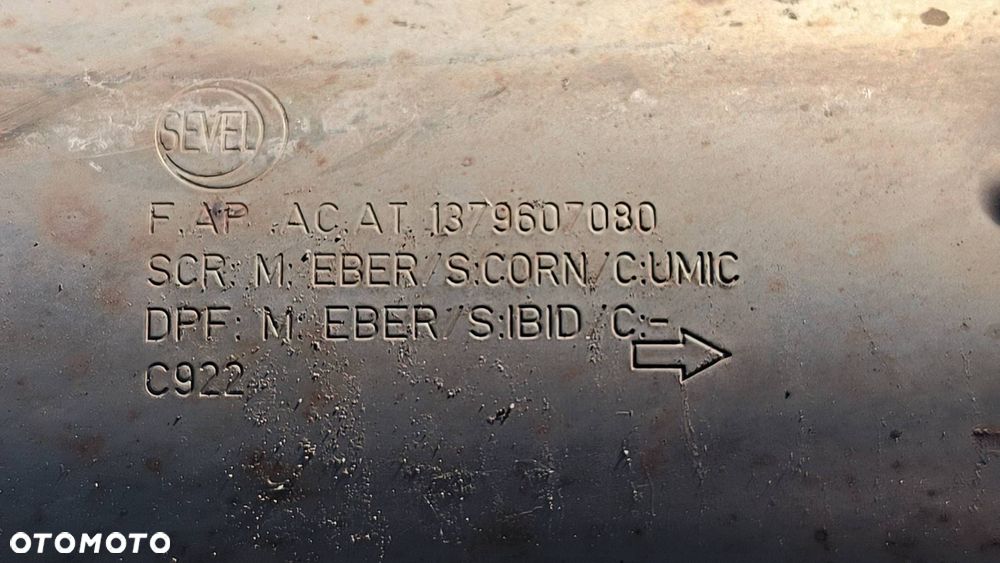 SEVEL
F.AP .AC.AT 1379607080
SCR: M: EBER/S:CORN/C:UMIC
DPF: M: EBER/S:IBID/C:-
C922
OTOMOTO